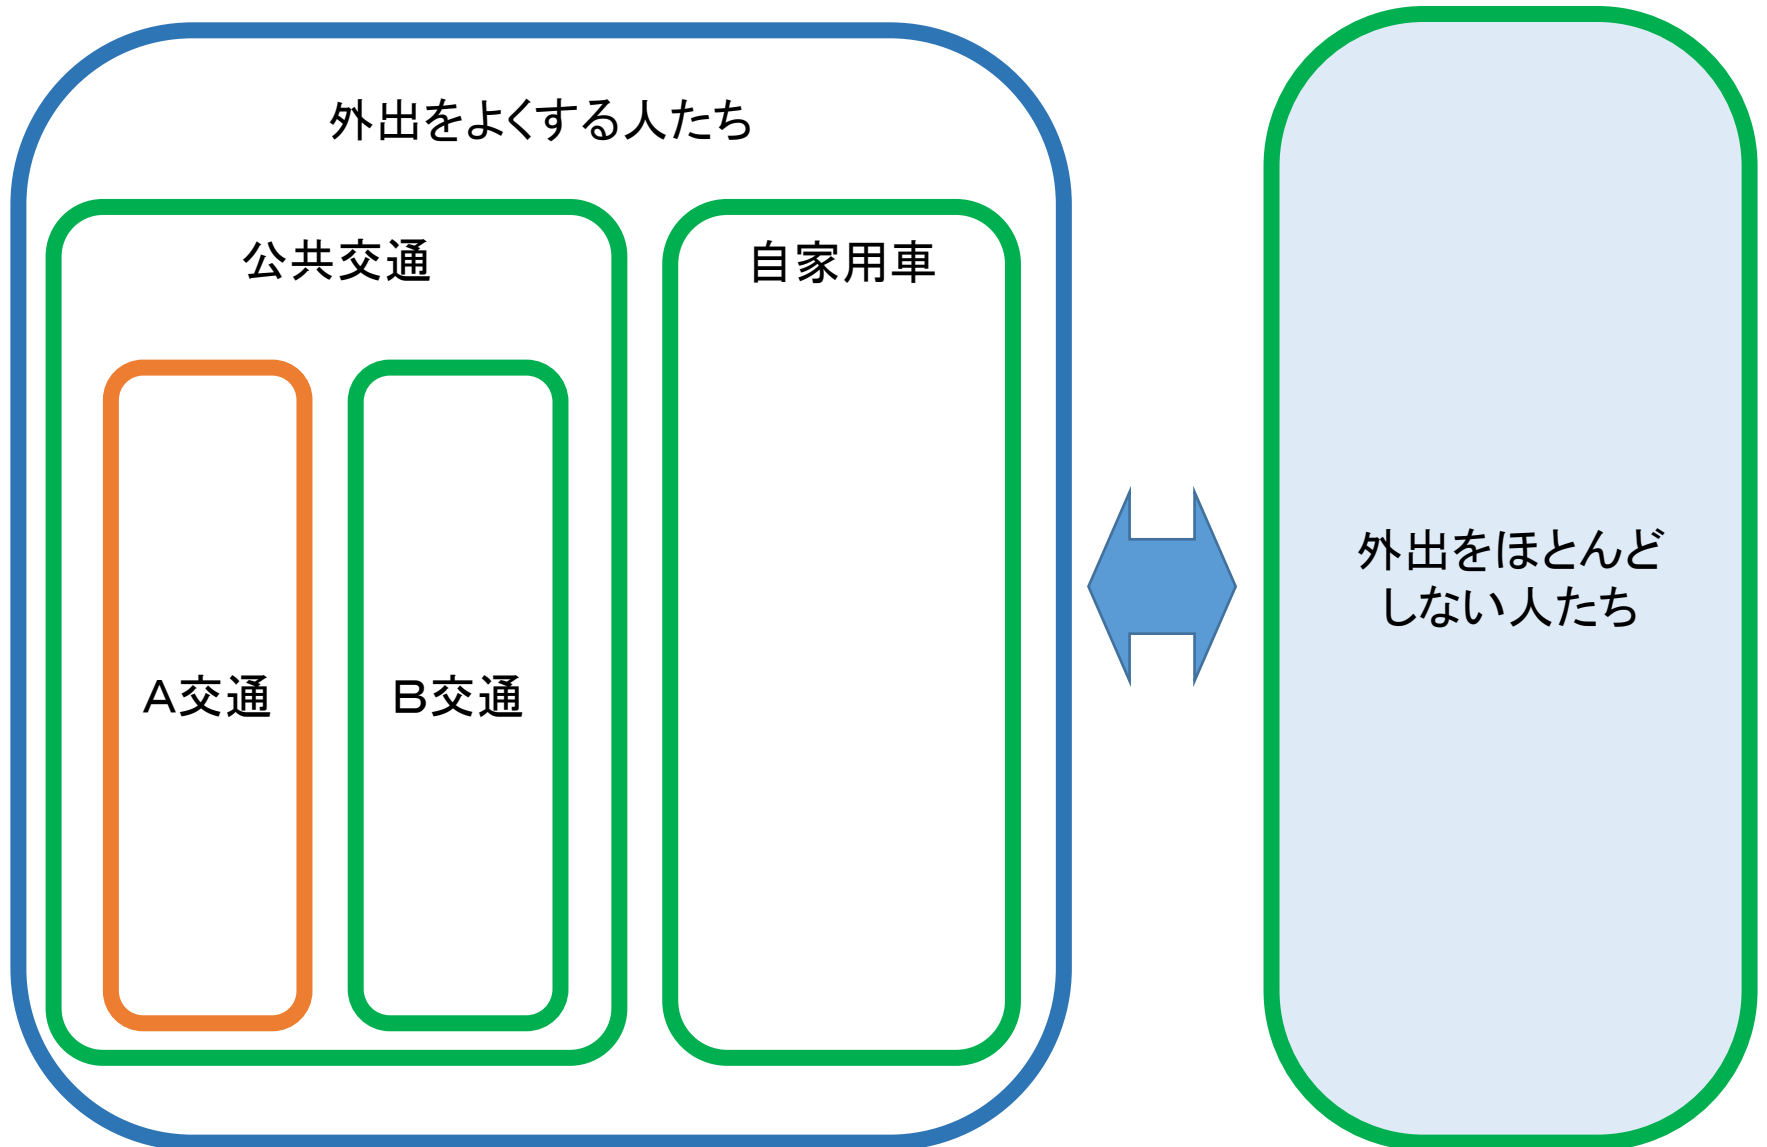 外出をよくする人たち
公共交通
自家用車
A交通
B交通
外出をほとんど
しない人たち